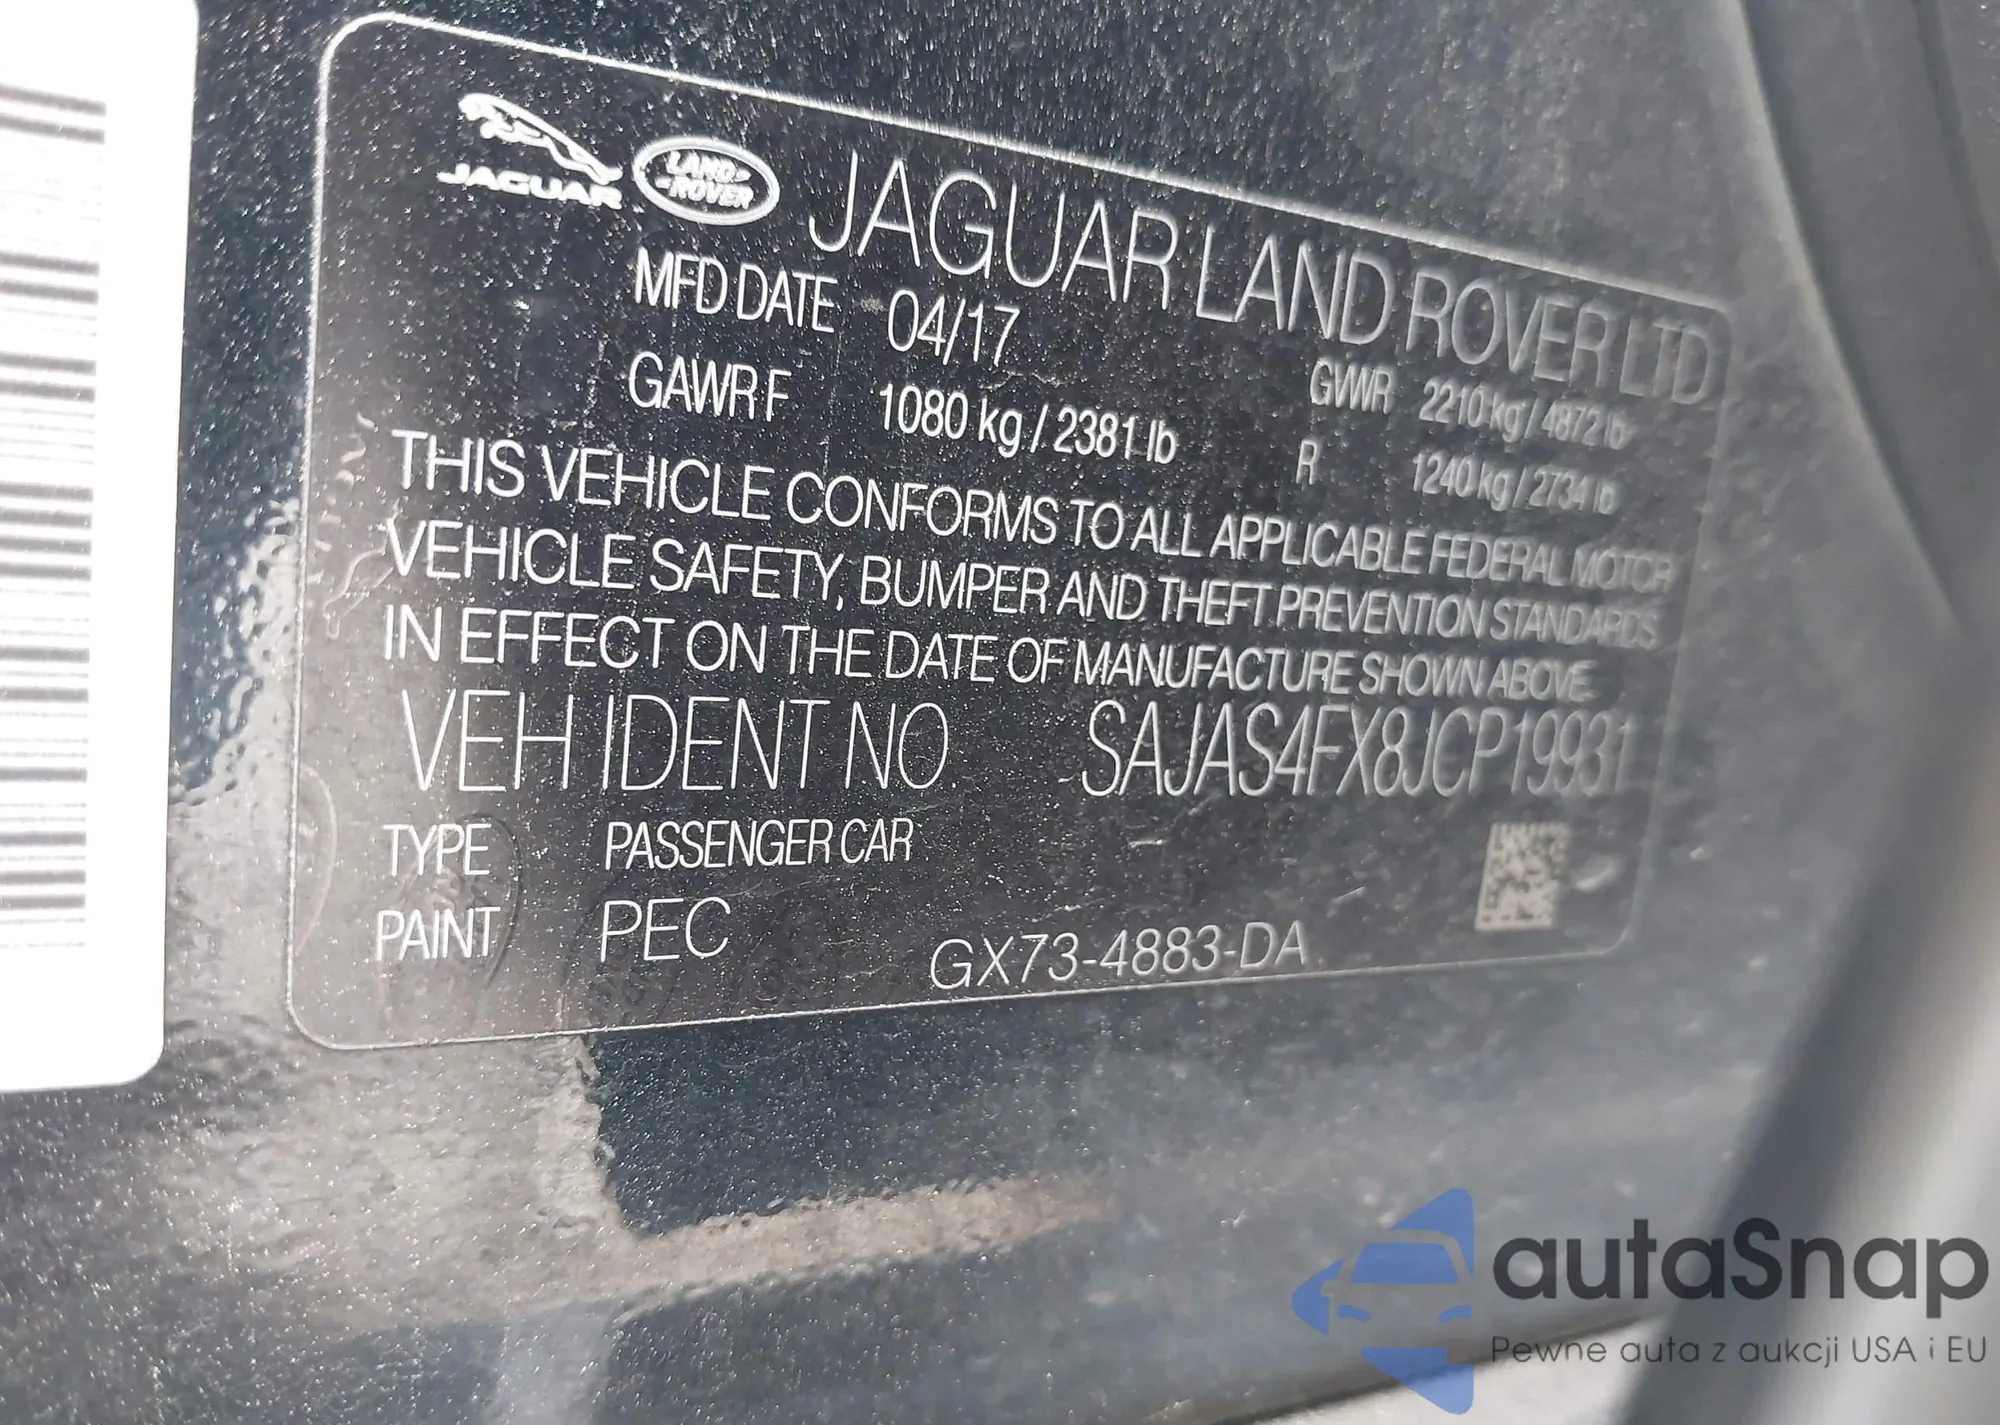 JAGUAR LAND ROVER JAGUAR LAND ROVER LTD
MFD DATE 04/17 GVWR 2210 kg / 4872 lb
GAWR F 1080 kg / 2381 lb R 1240 kg / 2734 lb
THIS VEHICLE CONFORMS TO ALL APPLICABLE FEDERAL MOTOR
VEHICLE SAFETY, BUMPER AND THEFT PREVENTION STANDARDS
IN EFFECT ON THE DATE OF MANUFACTURE SHOWN ABOVE.
VEH IDENT NO SAJAS4FX8JCP19931
TYPE PASSENGER CAR
PAINT PEC GX73-4883-DA
autaSnap
Pewne auta z aukcji USA i EU